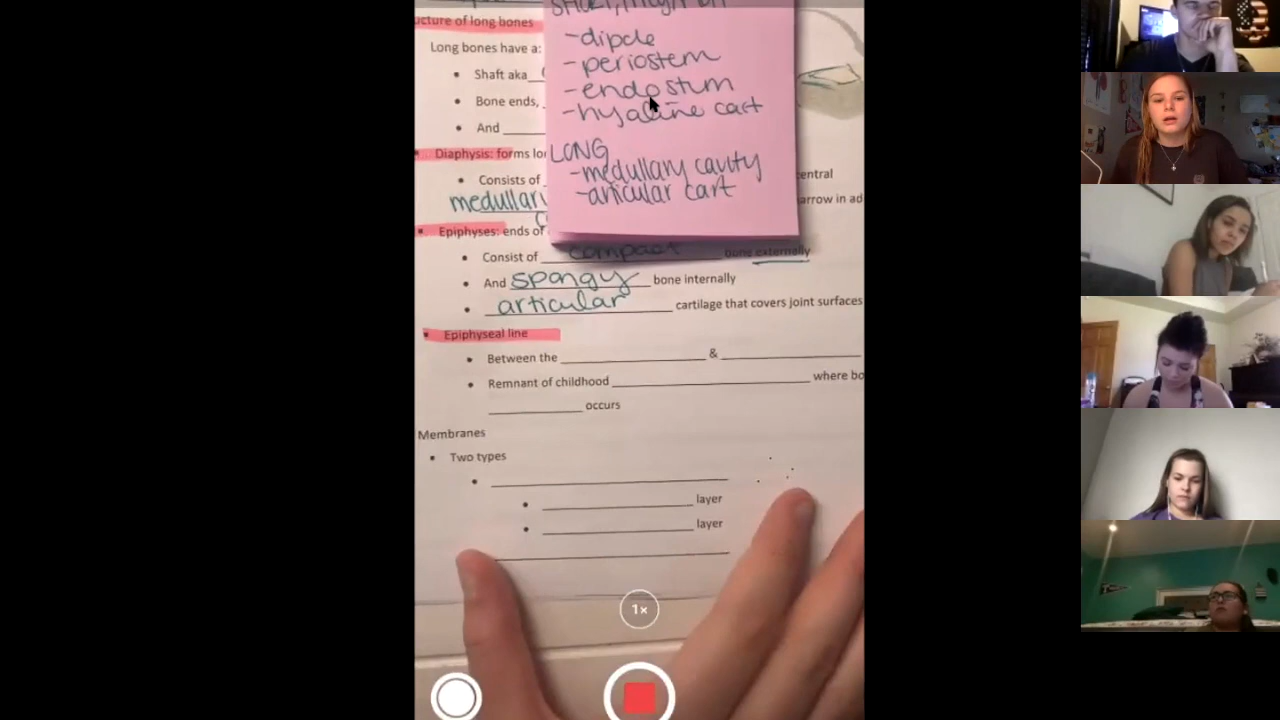 ucture of long bones
-dipole
-periostem
-endostum
-hyaline cart
LONG
-medullary cavity
-articular cart
Long bones have a:
• Shaft aka
• Bone ends,
• And
• Diaphysis: forms lo
• Consists of entral
medullary arrow in ad
• Epiphyses: ends of
• Consist of compact bone externally
• And spongy bone internally
• articular cartilage that covers joint surfaces
• Epiphyseal line
• Between the & 
• Remnant of childhood where bo
occurs
Membranes
• Two types
layer
layer
1×